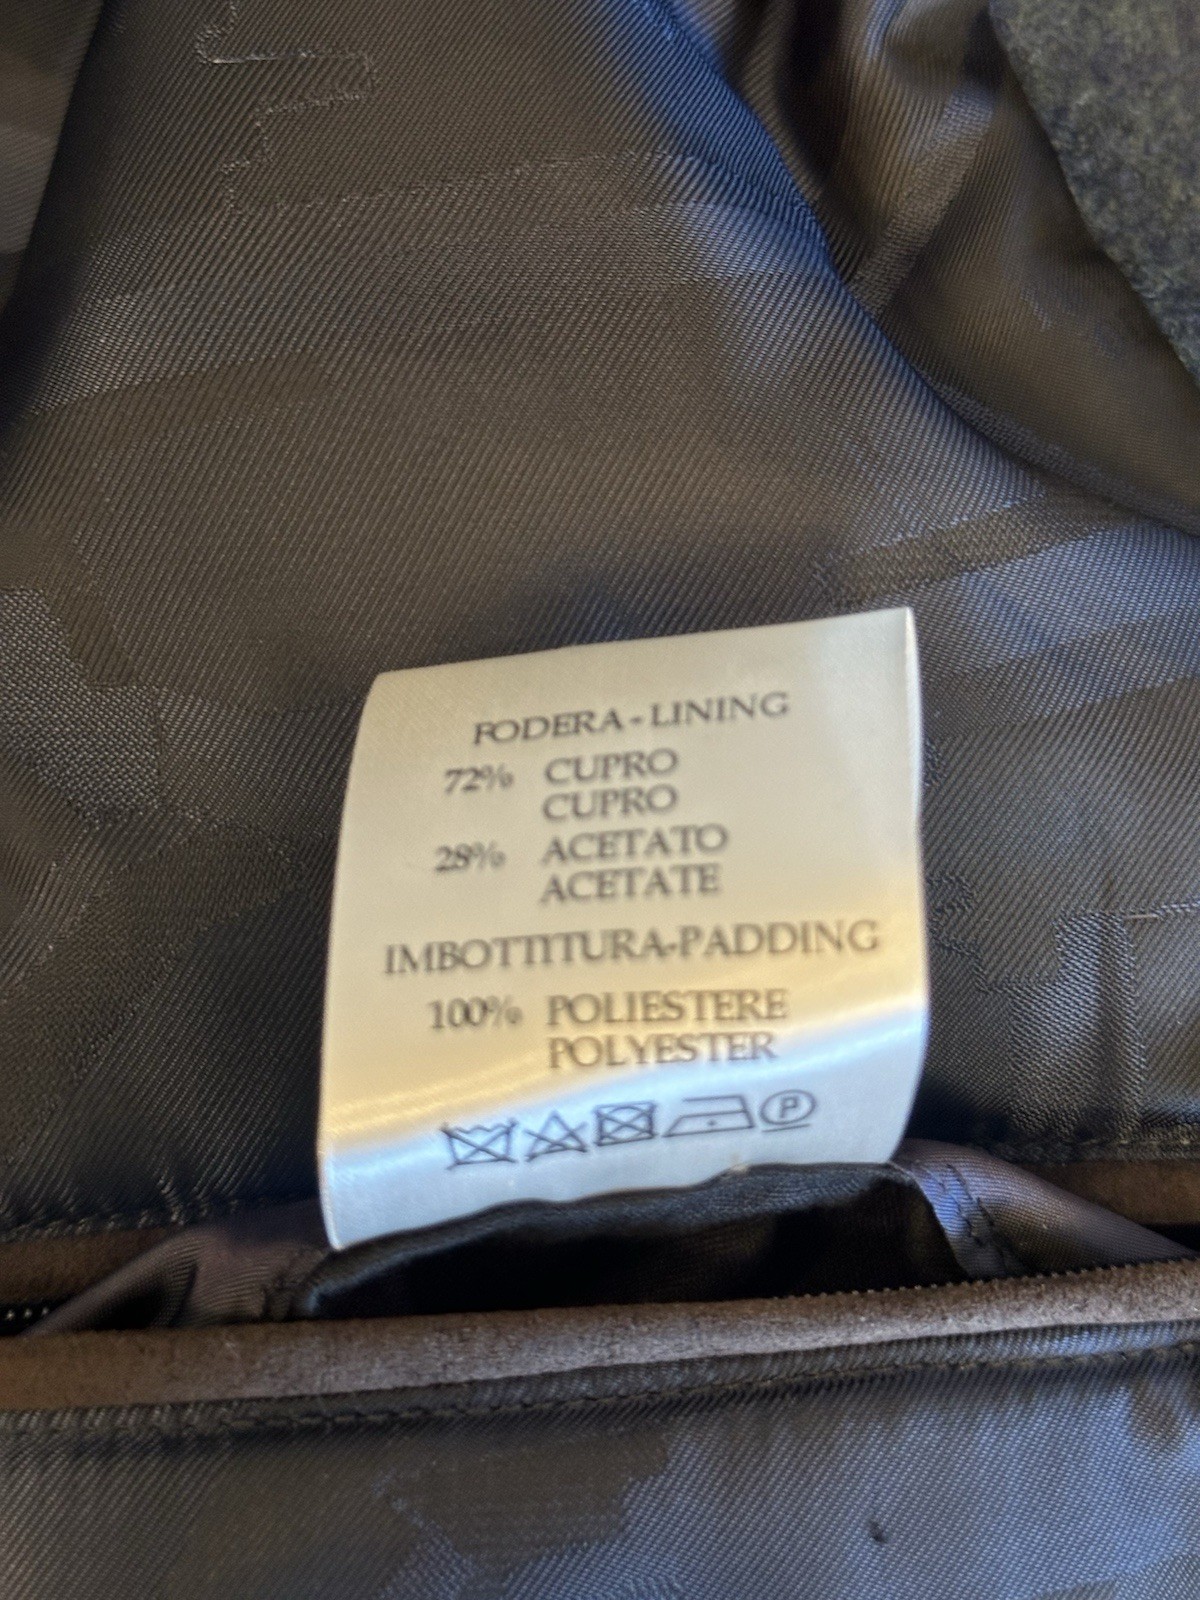 FODERA-LINING
72% CUPRO
CUPRO
28% ACETATO
ACETATE
IMBOTTITURA-PADDING
100% POLIESTERE
POLYESTER
P